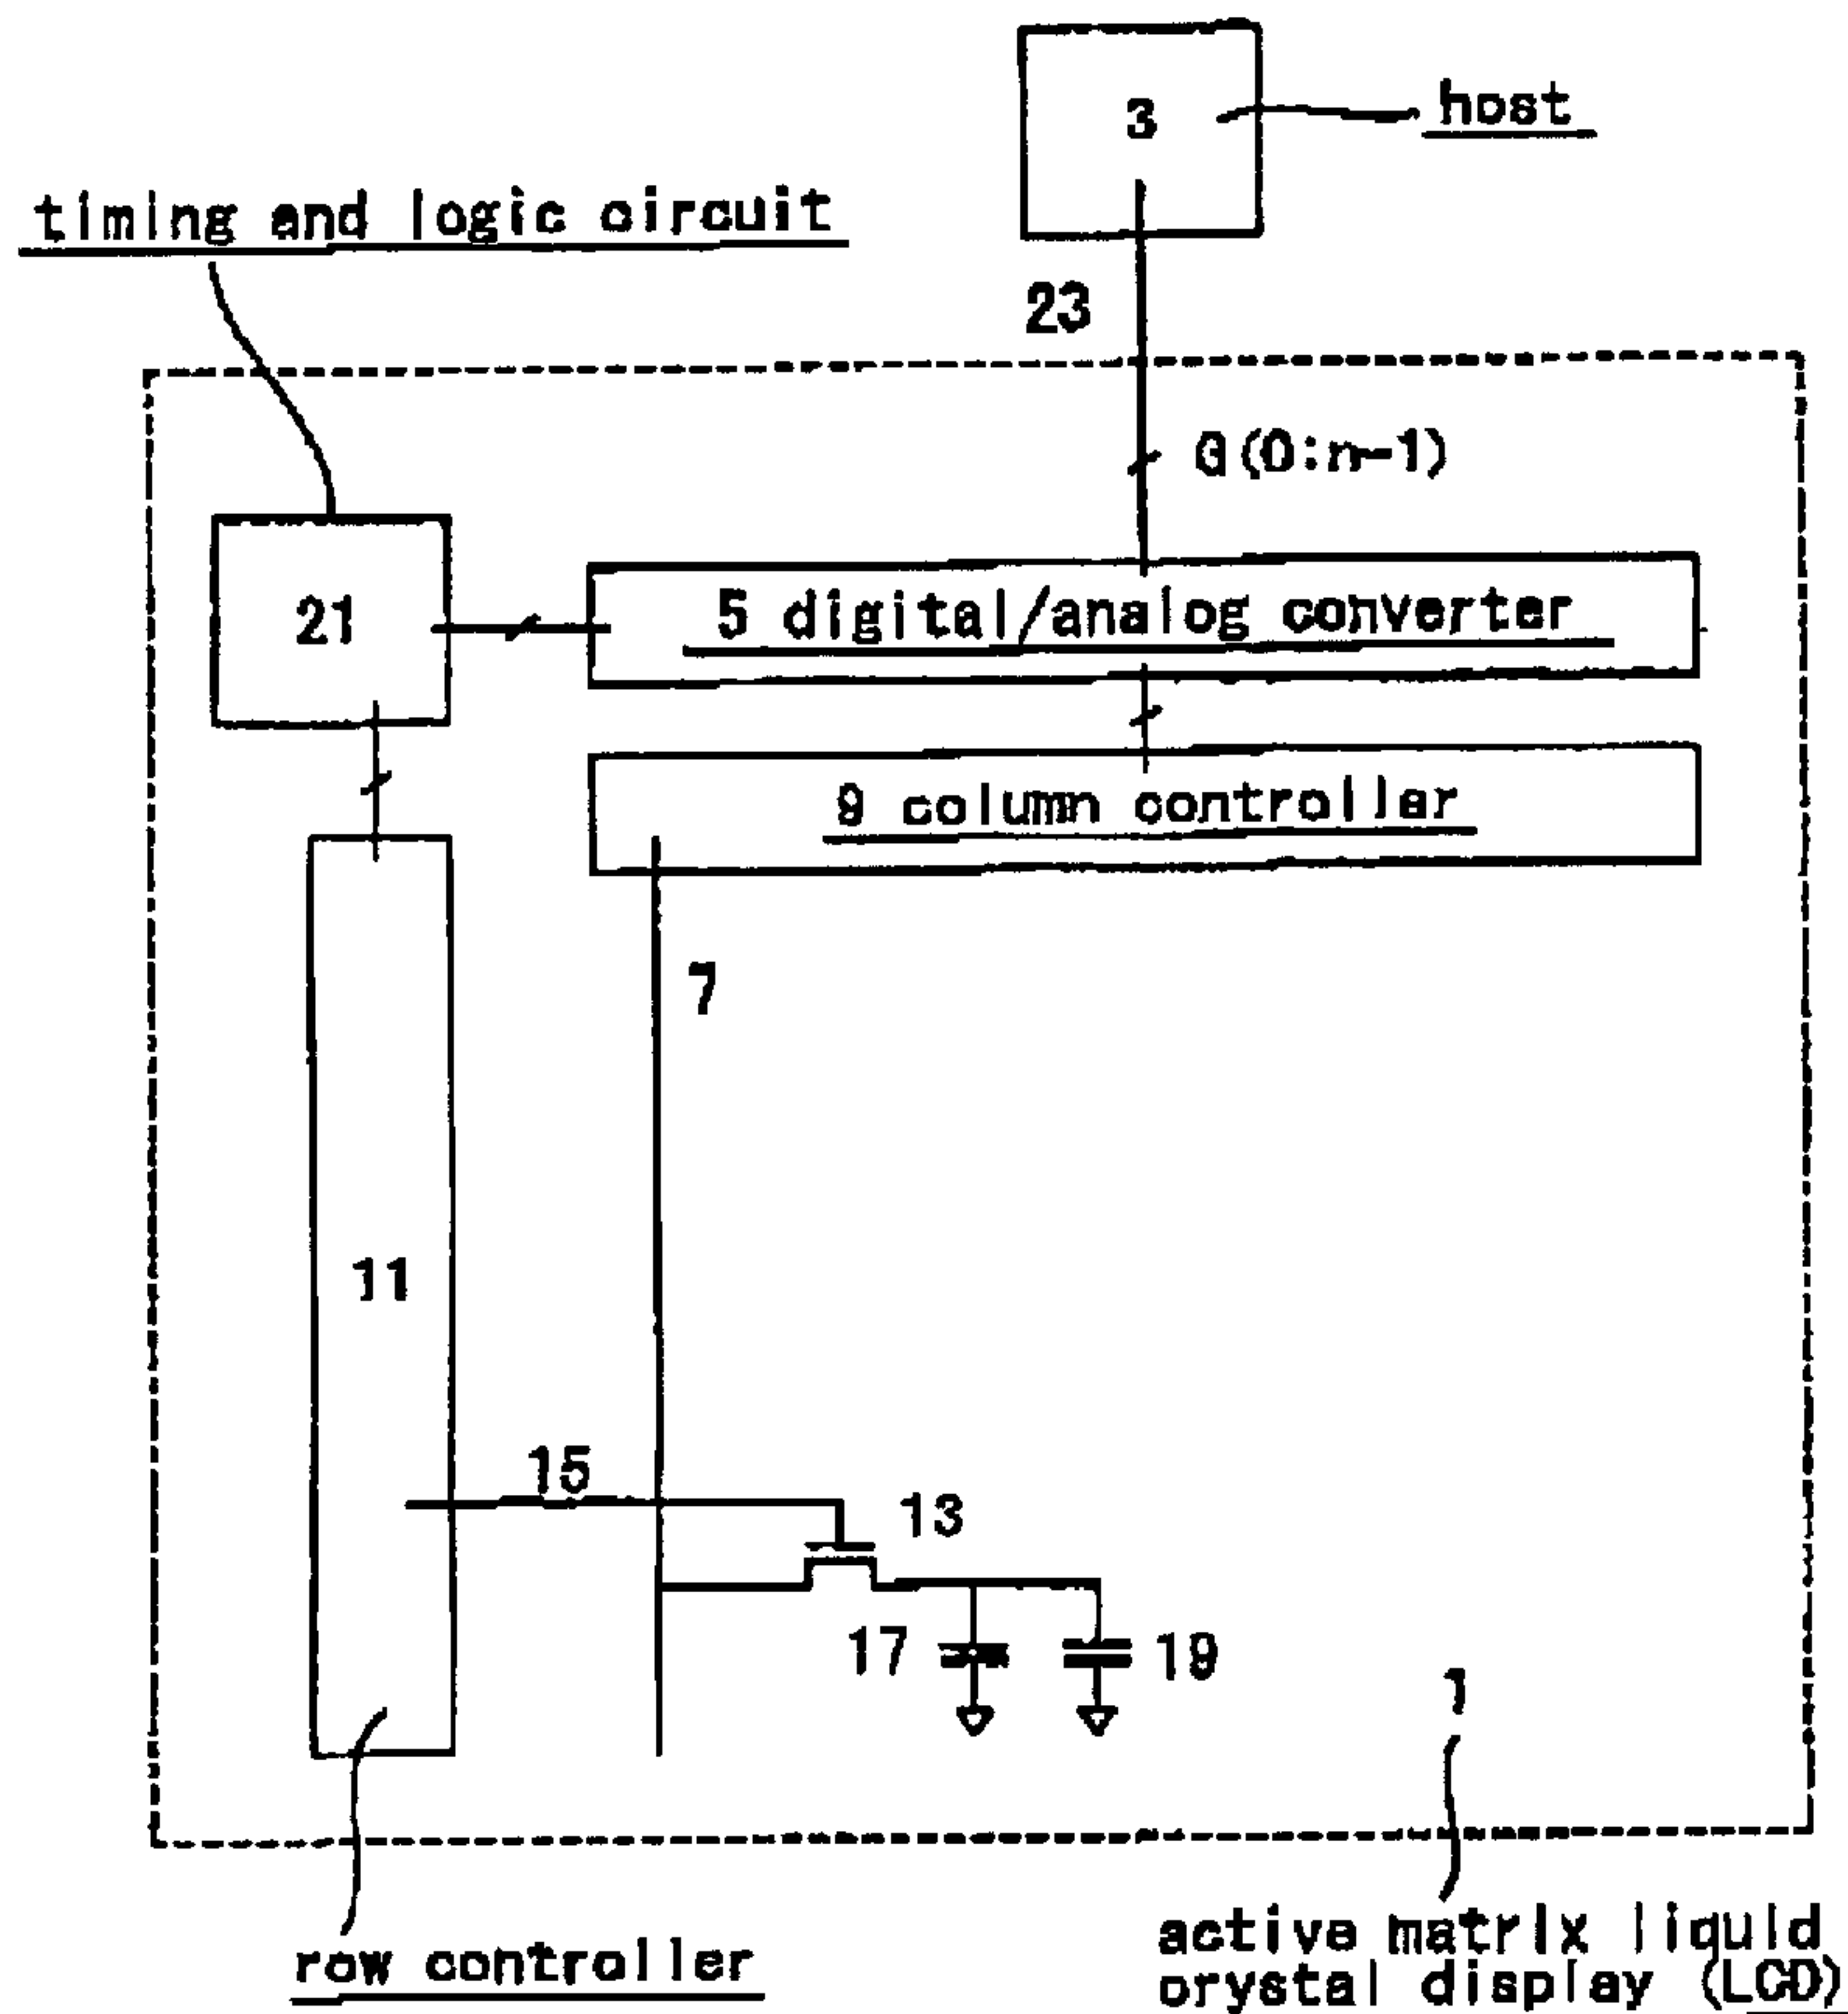 3
host
timing and logic circuit
23
G(0:n-1)
21
5 digital/analog converter
9 column controller
7
11
15
13
17
19
1
row controller
active matrix liquid
crystal display (LCD)